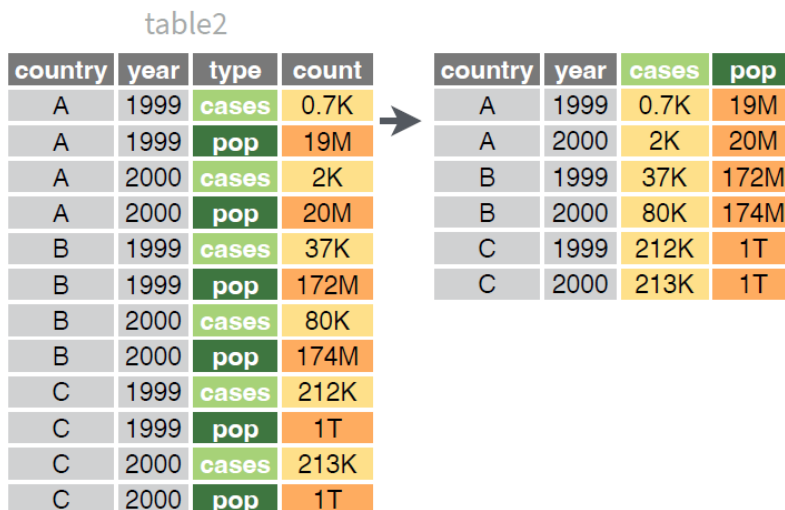 table2
country year type count
A 1999 cases 0.7K
A 1999 pop 19M
A 2000 cases 2K
A 2000 pop 20M
B 1999 cases 37K
B 1999 pop 172M
B 2000 cases 80K
B 2000 pop 174M
C 1999 cases 212K
C 1999 pop 1T
C 2000 cases 213K
C 2000 pop 1T
country year cases pop
A 1999 0.7K 19M
A 2000 2K 20M
B 1999 37K 172M
B 2000 80K 174M
C 1999 212K 1T
C 2000 213K 1T